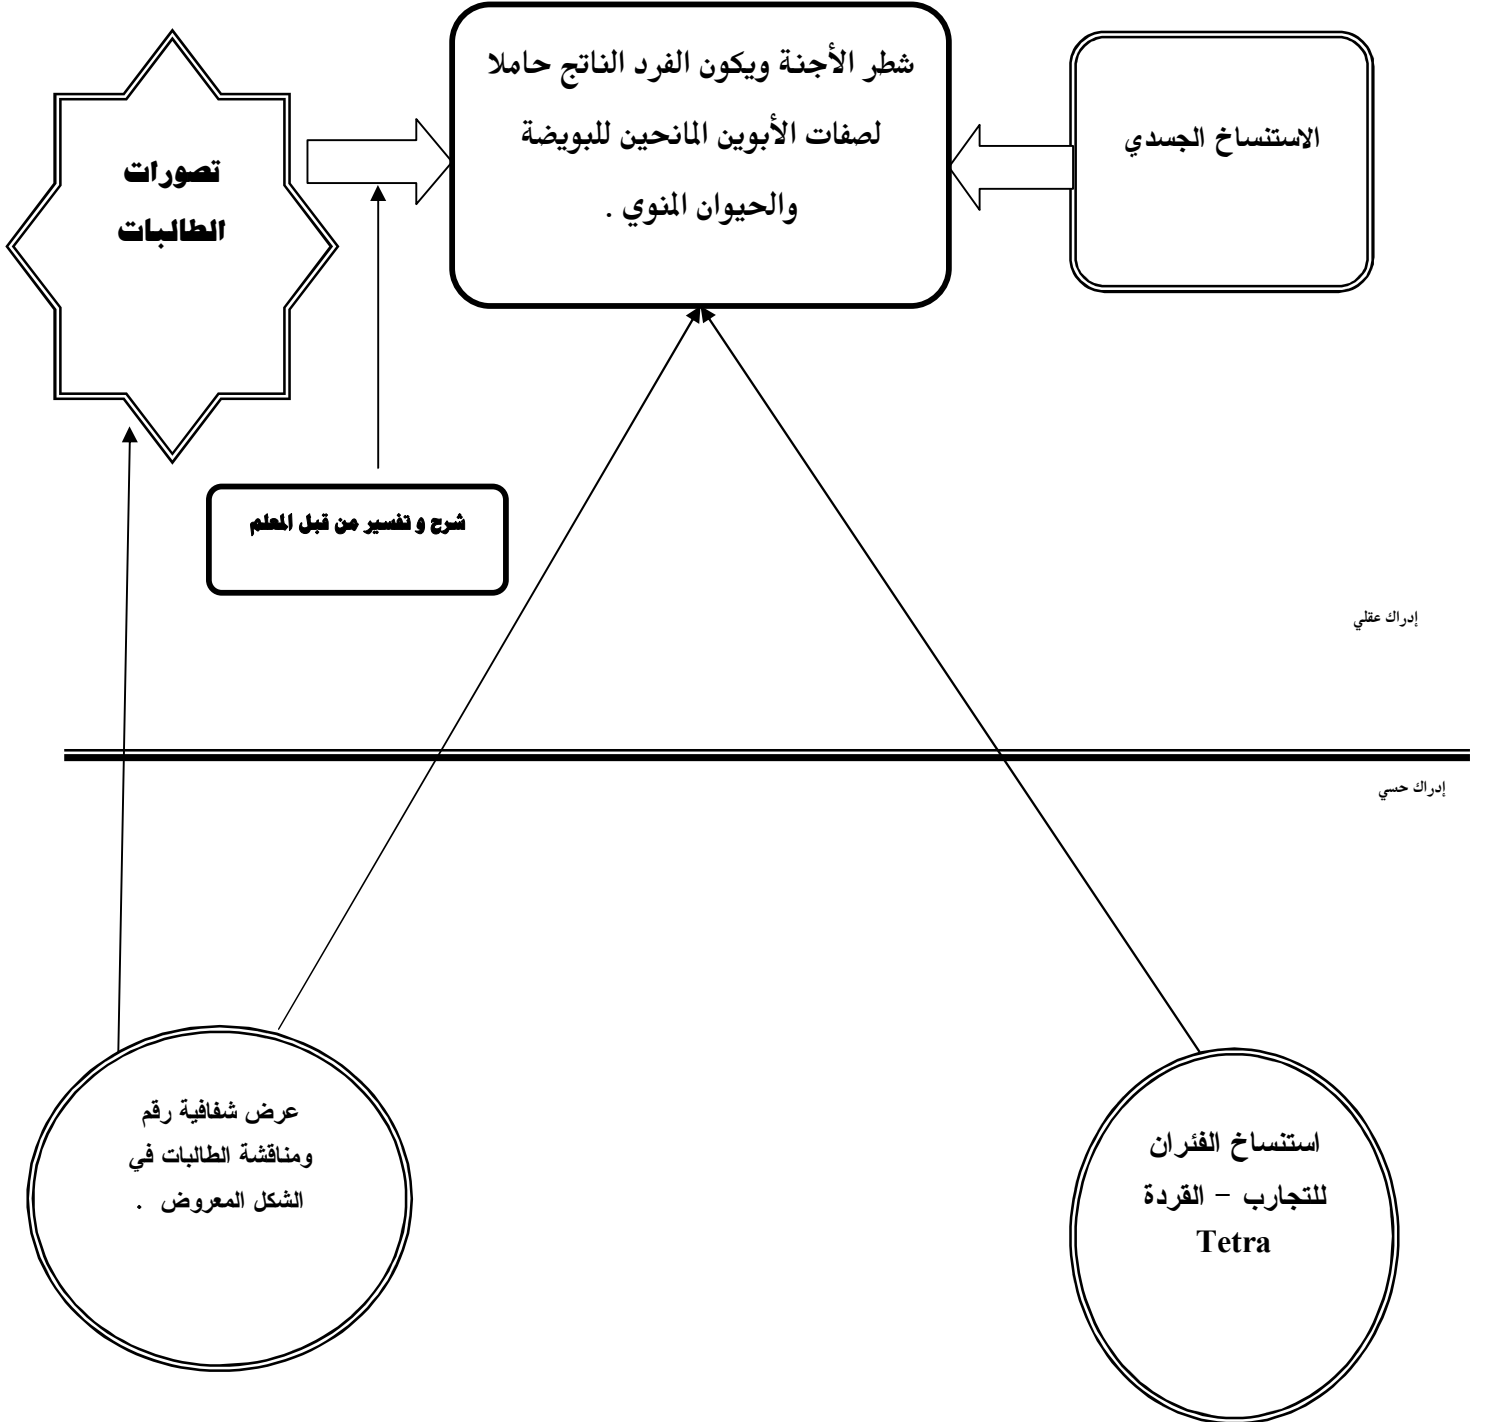 الاستنساخ الجسدي
شطر الأجنة ويكون الفرد الناتج حاملا
لصفات الأبوين المانحين للبويضة
والحيوان المنوي .
تصورات
الطالبات
شرح و تفسير من قبل المعلم
إدراك عقلي
إدراك حسي
استنساخ الفئران
للتجارب - القردة
Tetra
عرض شفافية رقم
ومناقشة الطالبات في
الشكل المعروض .